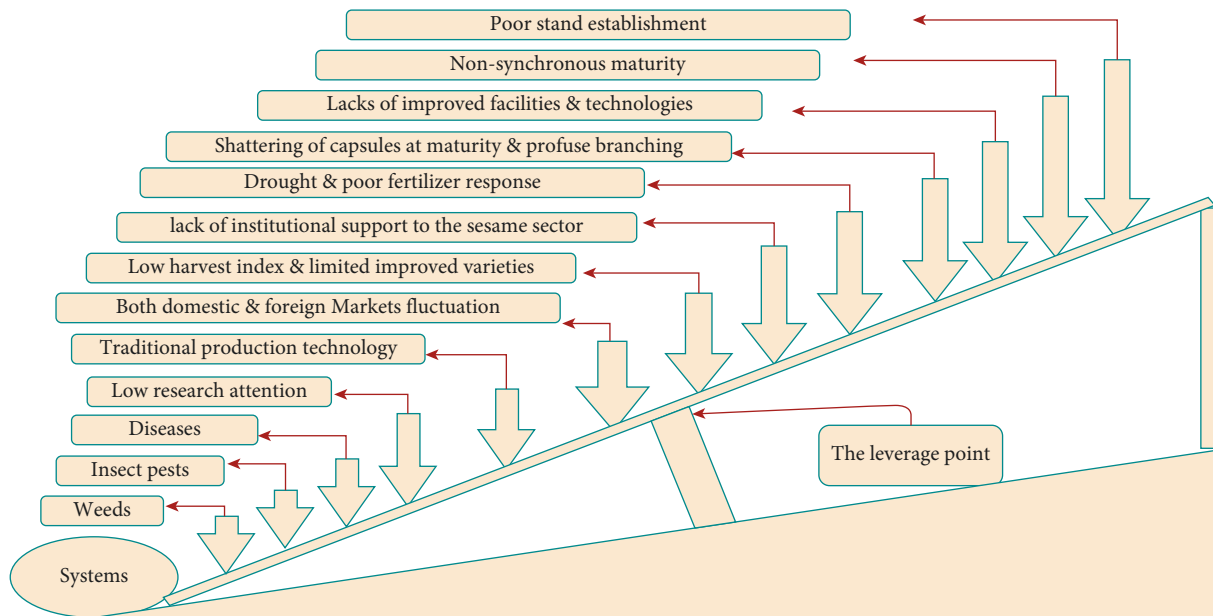 Poor stand establishment
Non-synchronous maturity
Lacks of improved facilities & technologies
Shattering of capsules at maturity & profuse branching
Drought & poor fertilizer response
lack of institutional support to the sesame sector
Low harvest index & limited improved varieties
Both domestic & foreign Markets fluctuation
Traditional production technology
Low research attention
Diseases
The leverage point
Insect pests
Weeds
Systems